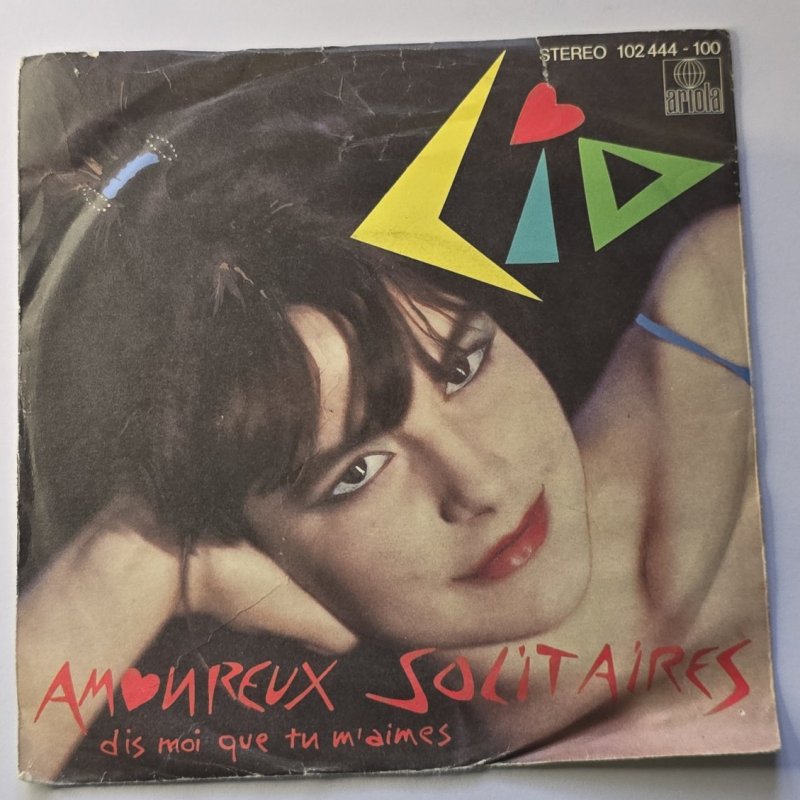 STEREO 102 444 - 100
ariola
Lio
AMOUREUX SOLITAIRES
dis moi que tu m'aimes